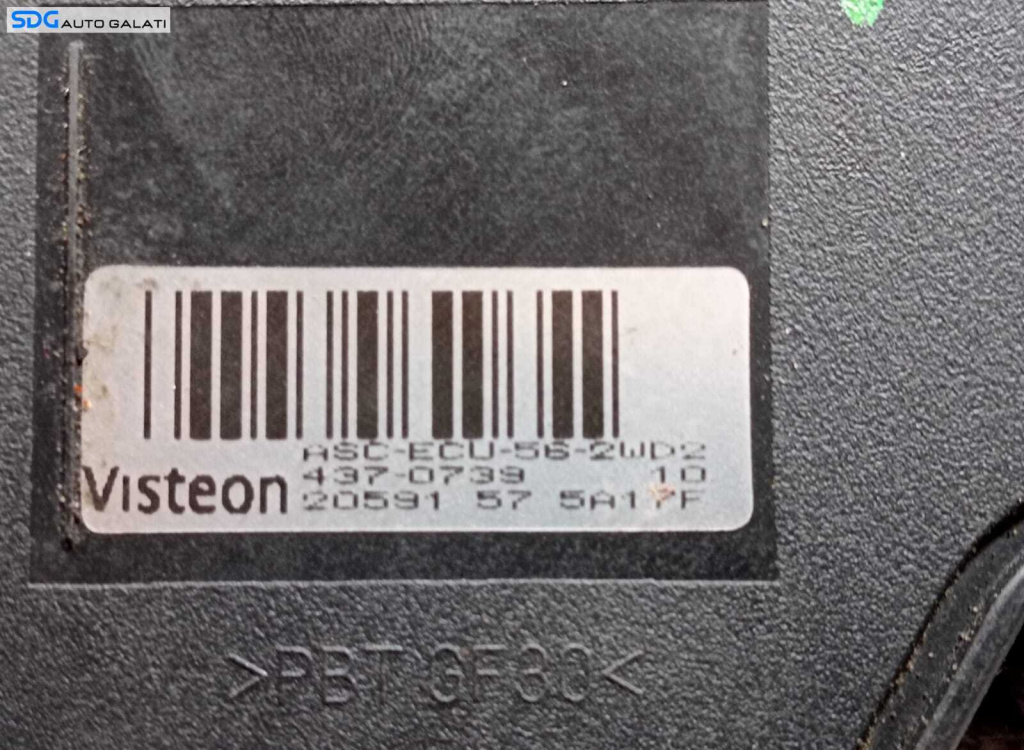 SDG AUTO GALATI
ASC-ECU-56-2WD2
437-0739 10
Visteon
20591 57 5A17F
>PBT GF30<